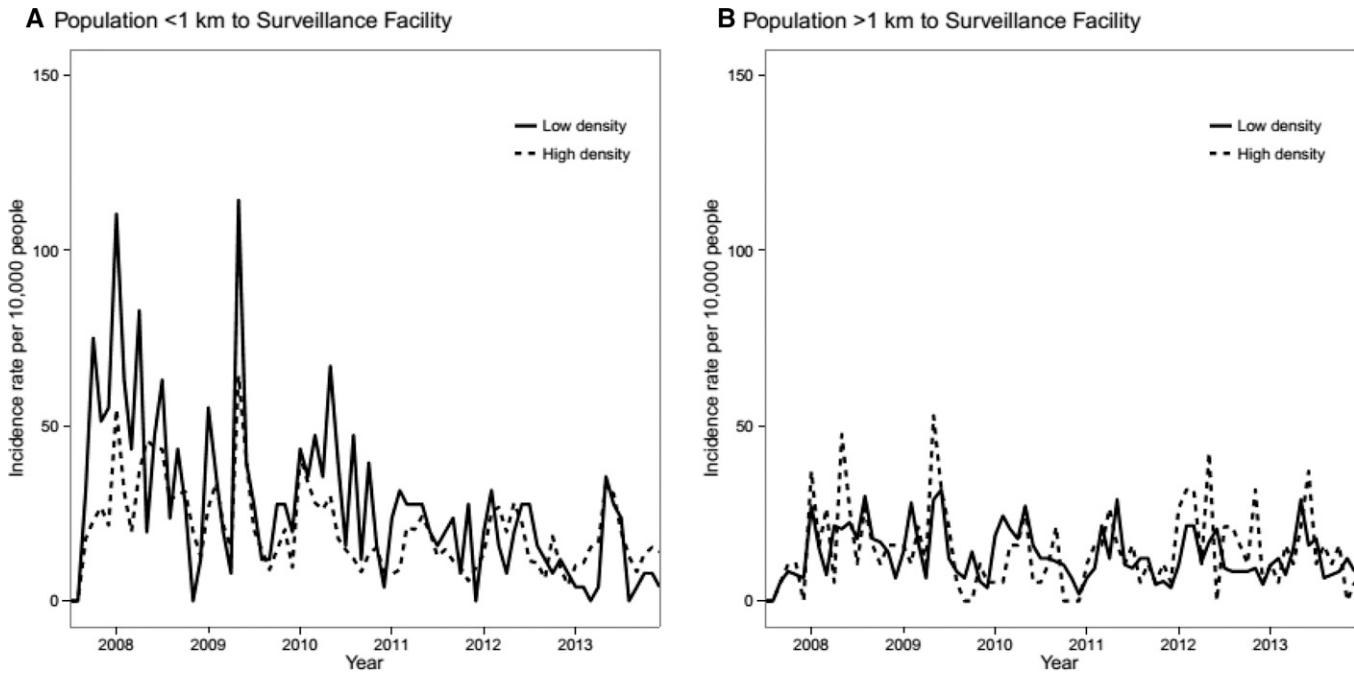 A Population <1 km to Surveillance Facility
150
100
50
0
Incidence rate per 10,000 people
Low density
High density
2008 2009 2010 2011 2012 2013
Year
B Population >1 km to Surveillance Facility
150
100
50
0
Incidence rate per 10,000 people
Low density
High density
2008 2009 2010 2011 2012 2013
Year